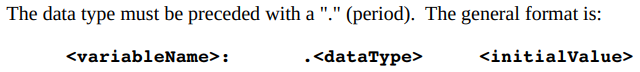 The data type must be preceded with a "." (period).  The general format is:
<variableName>:          .<dataType>          <initialValue>